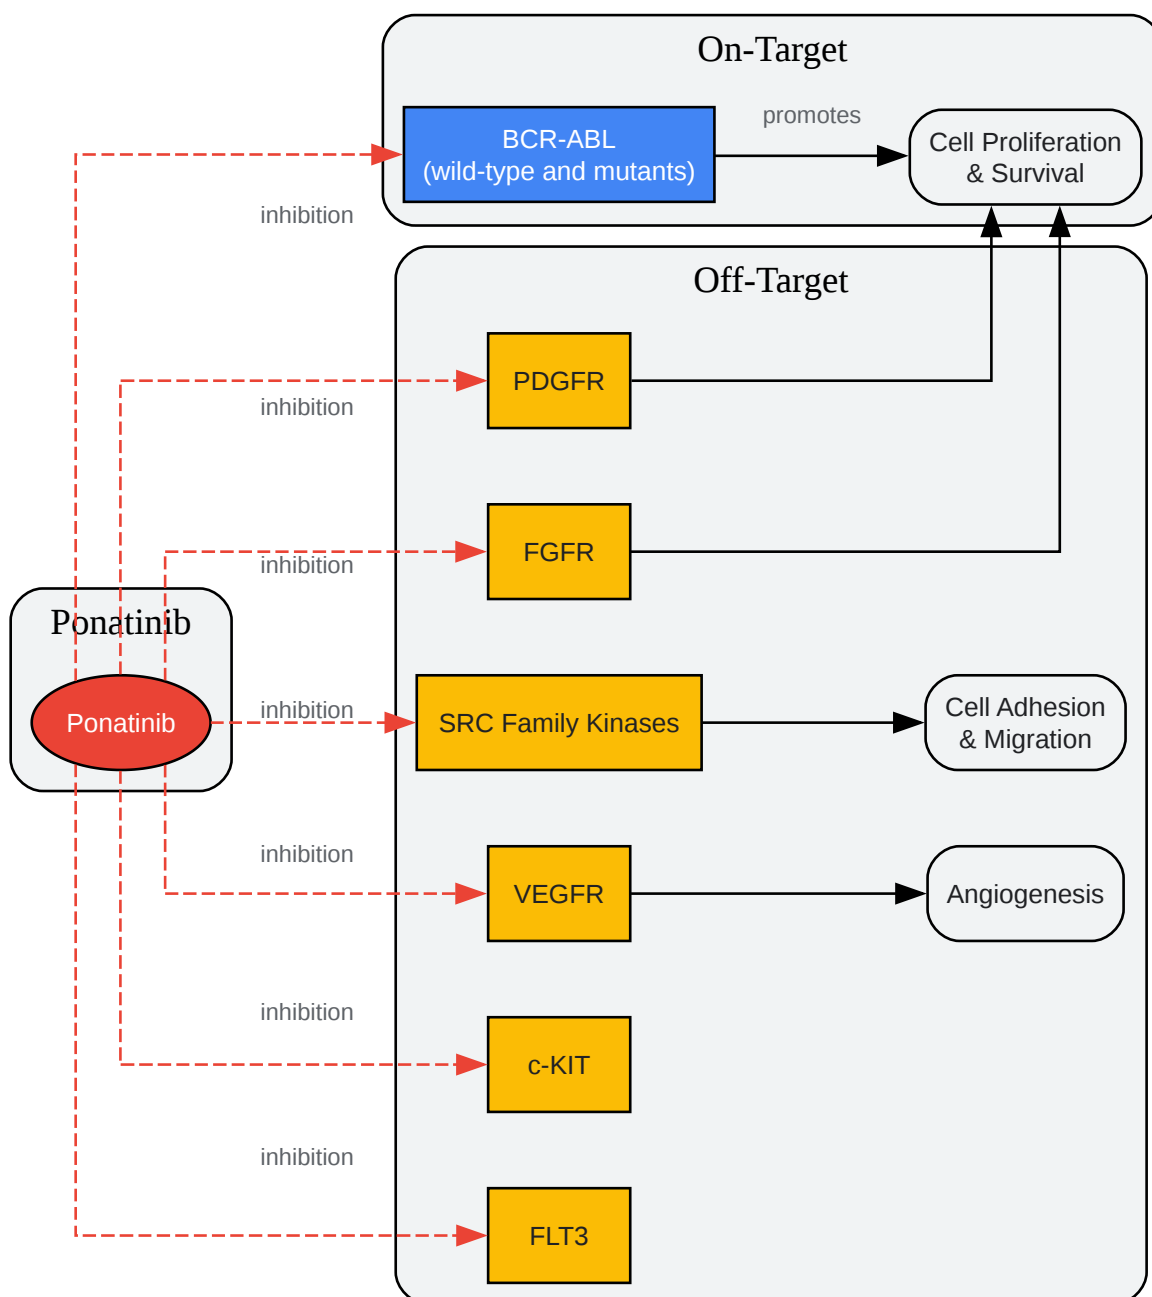 On-Target
BCR-ABL
(wild-type and mutants)
promotes
Cell Proliferation
& Survival
inhibition
Off-Target
PDGFR
inhibition
FGFR
inhibition
Ponatinib
Ponatinib
inhibition
SRC Family Kinases
Cell Adhesion
& Migration
inhibition
VEGFR
Angiogenesis
inhibition
c-KIT
inhibition
FLT3